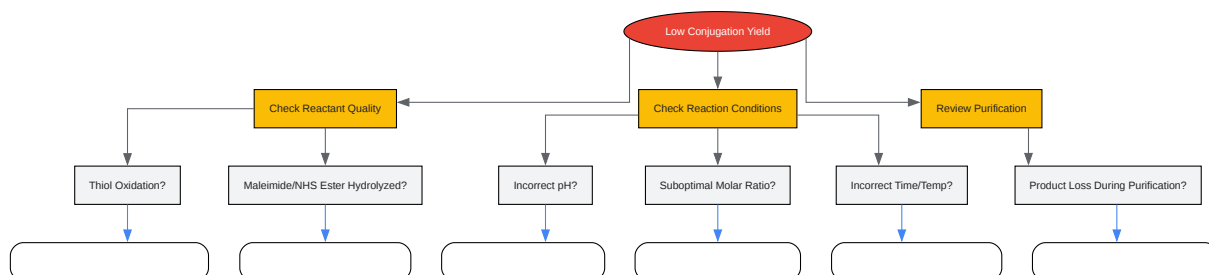 Low Conjugation Yield
Check Reactant Quality
Check Reaction Conditions
Review Purification
Thiol Oxidation?
Maleimide/NHS Ester Hydrolyzed?
Incorrect pH?
Suboptimal Molar Ratio?
Incorrect Time/Temp?
Product Loss During Purification?